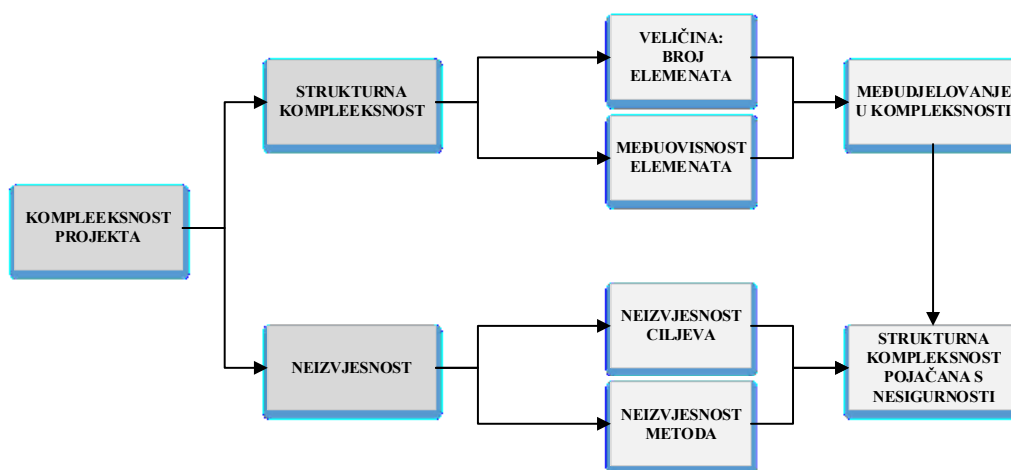 VELIČINA:
BROJ
ELEMENATA
STRUKTURNA
KOMPLEEKSNOST
MEĐUDJELOVANJE
U KOMPLEKSNOSTI
MEĐUOVISNOST
ELEMENATA
KOMPLEEKSNOST
PROJEKTA
NEIZVJESNOST
CILJEVA
NEIZVJESNOST
STRUKTURNA
KOMPLEKSNOST
POJAČANA S
NESIGURNOSTI
NEIZVJESNOST
METODA